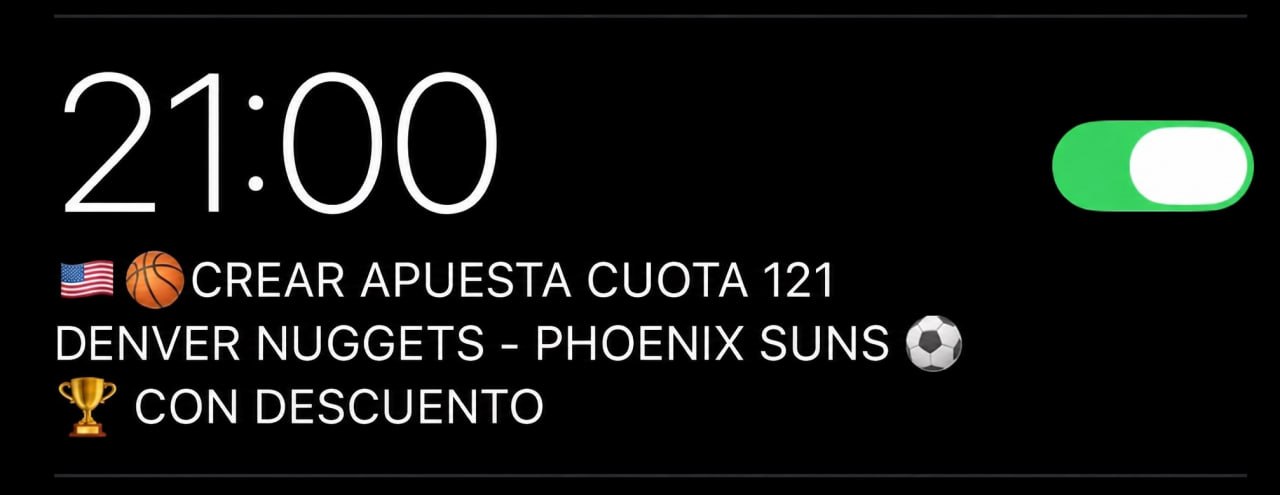 21:00
🇺🇸🏀CREAR APUESTA CUOTA 121
DENVER NUGGETS - PHOENIX SUNS ⚽
🏆 CON DESCUENTO